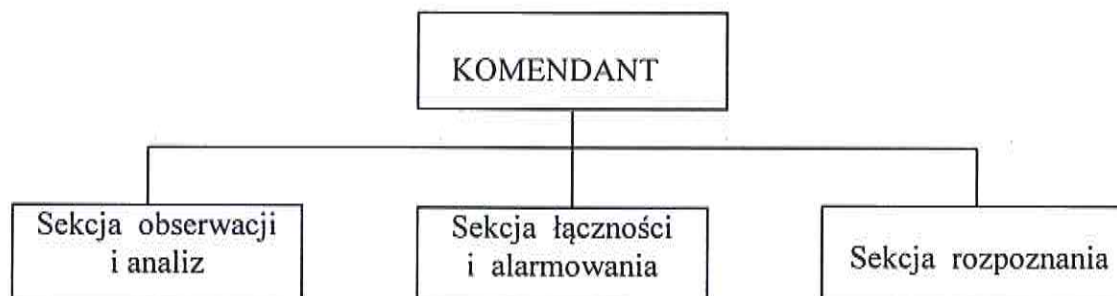 KOMENDANT
Sekcja obserwacji
i analiz
Sekcja łączności
i alarmowania
Sekcja rozpoznania